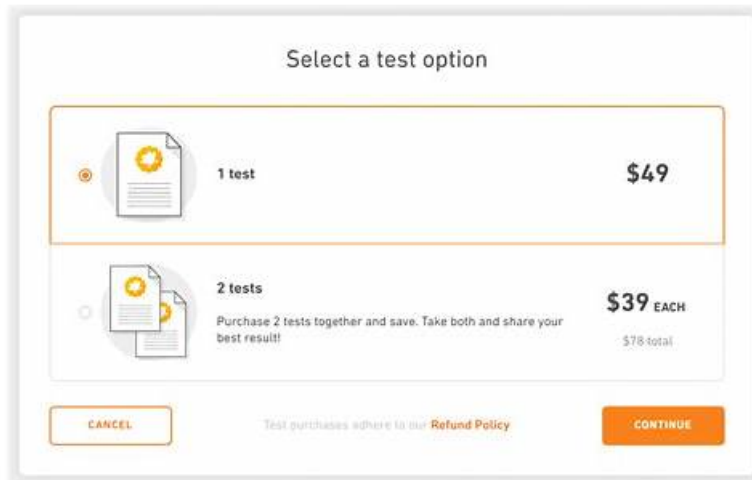 Select a test option
1 test
$49
2 tests
Purchase 2 tests together and save. Take both and share your
best result!
$39 EACH
$78 total
CANCEL
Test purchases adhere to our Refund Policy
CONTINUE